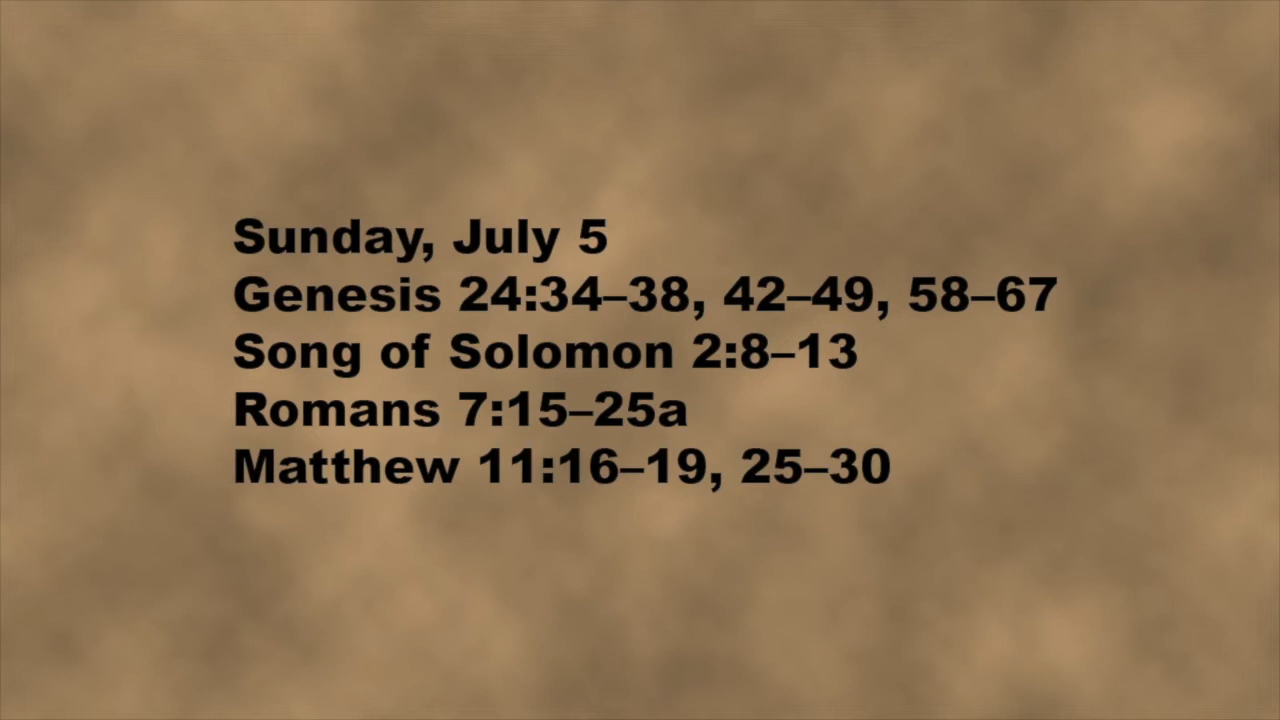 Sunday, July 5
Genesis 24:34–38, 42–49, 58–67
Song of Solomon 2:8–13
Romans 7:15–25a
Matthew 11:16–19, 25–30